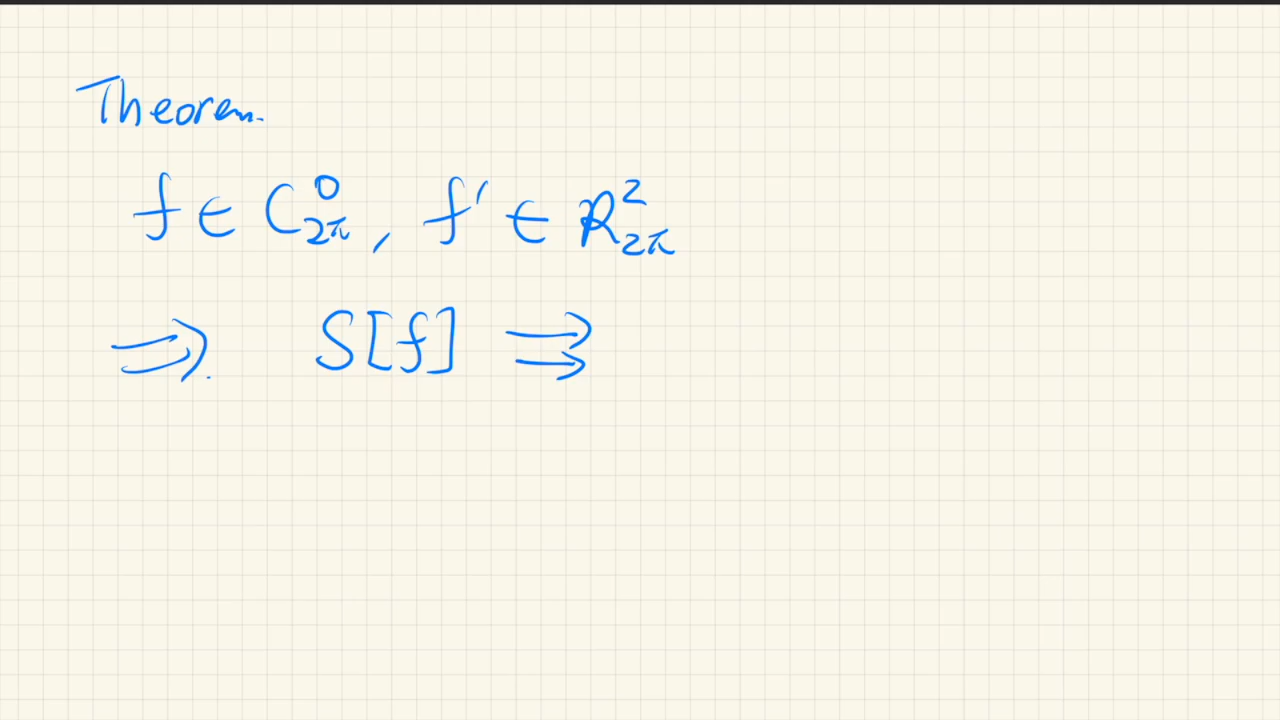 Theorem.
f ∈ C⁰₂π, f′ ∈ R²₂π
⇒. S[f] ⇉